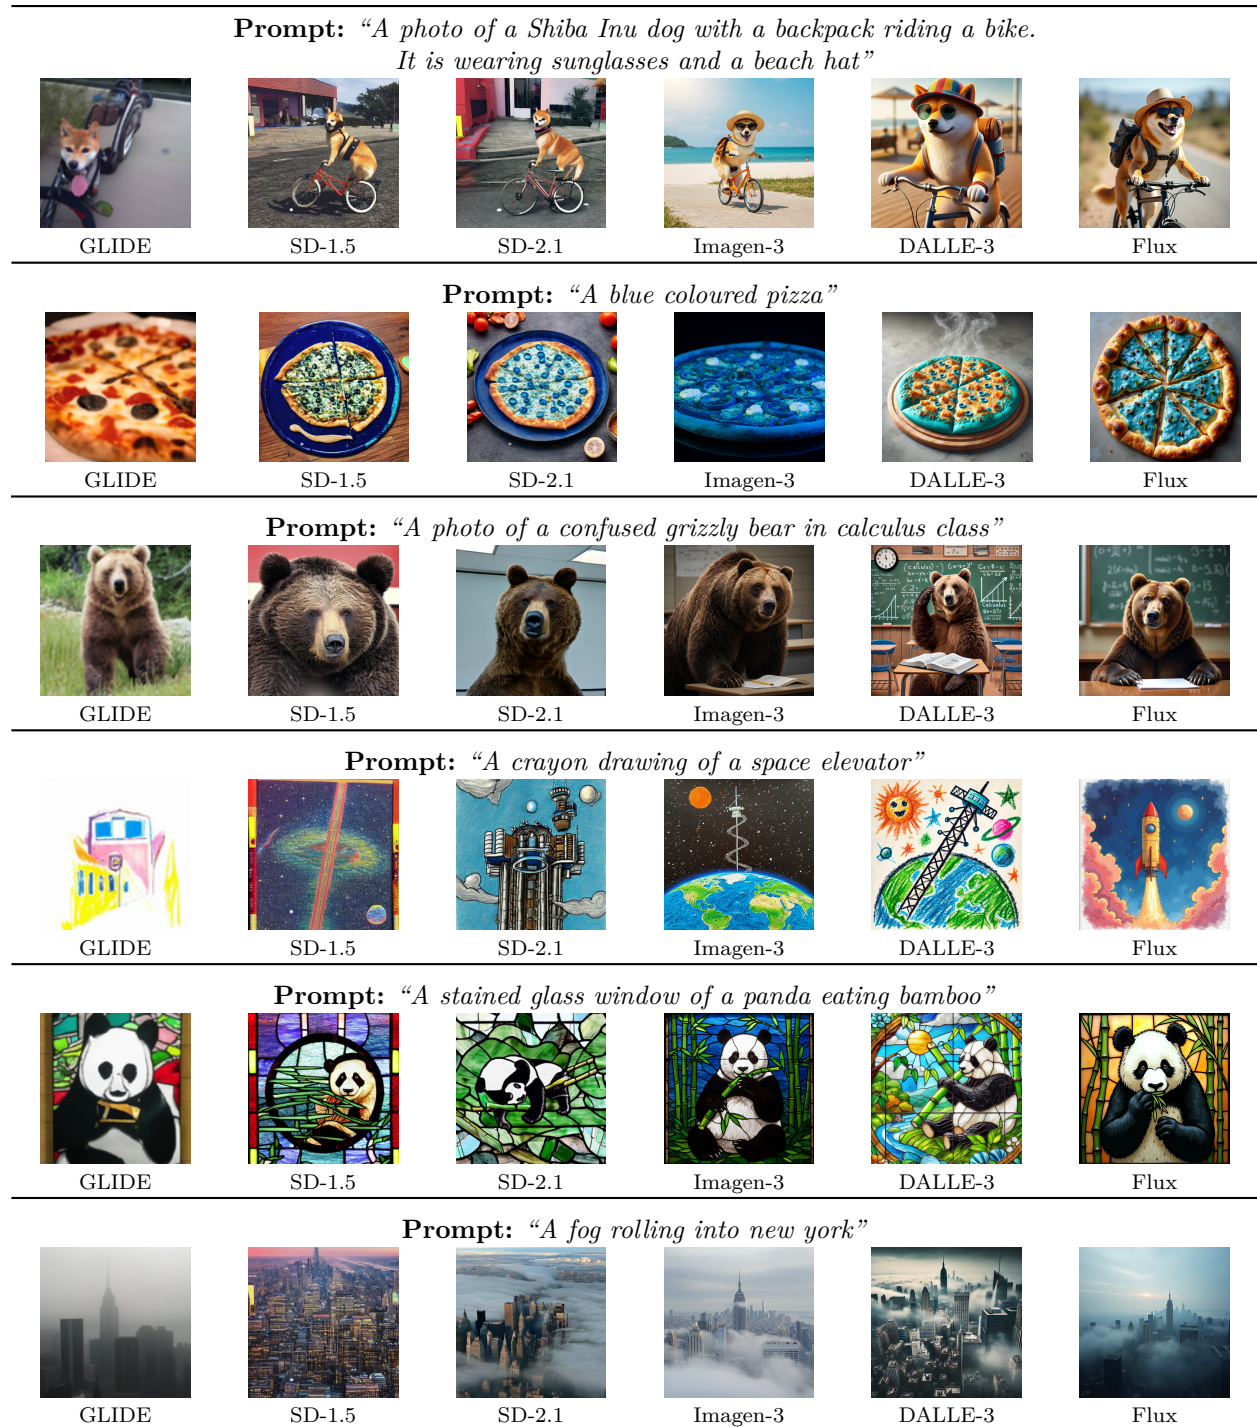 Prompt: “A photo of a Shiba Inu dog with a backpack riding a bike.
It is wearing sunglasses and a beach hat”
GLIDE SD-1.5 SD-2.1 Imagen-3 DALLE-3 Flux
Prompt: “A blue coloured pizza”
GLIDE SD-1.5 SD-2.1 Imagen-3 DALLE-3 Flux
Prompt: “A photo of a confused grizzly bear in calculus class”
GLIDE SD-1.5 SD-2.1 Imagen-3 DALLE-3 Flux
Prompt: “A crayon drawing of a space elevator”
GLIDE SD-1.5 SD-2.1 Imagen-3 DALLE-3 Flux
Prompt: “A stained glass window of a panda eating bamboo”
GLIDE SD-1.5 SD-2.1 Imagen-3 DALLE-3 Flux
Prompt: “A fog rolling into new york”
GLIDE SD-1.5 SD-2.1 Imagen-3 DALLE-3 Flux